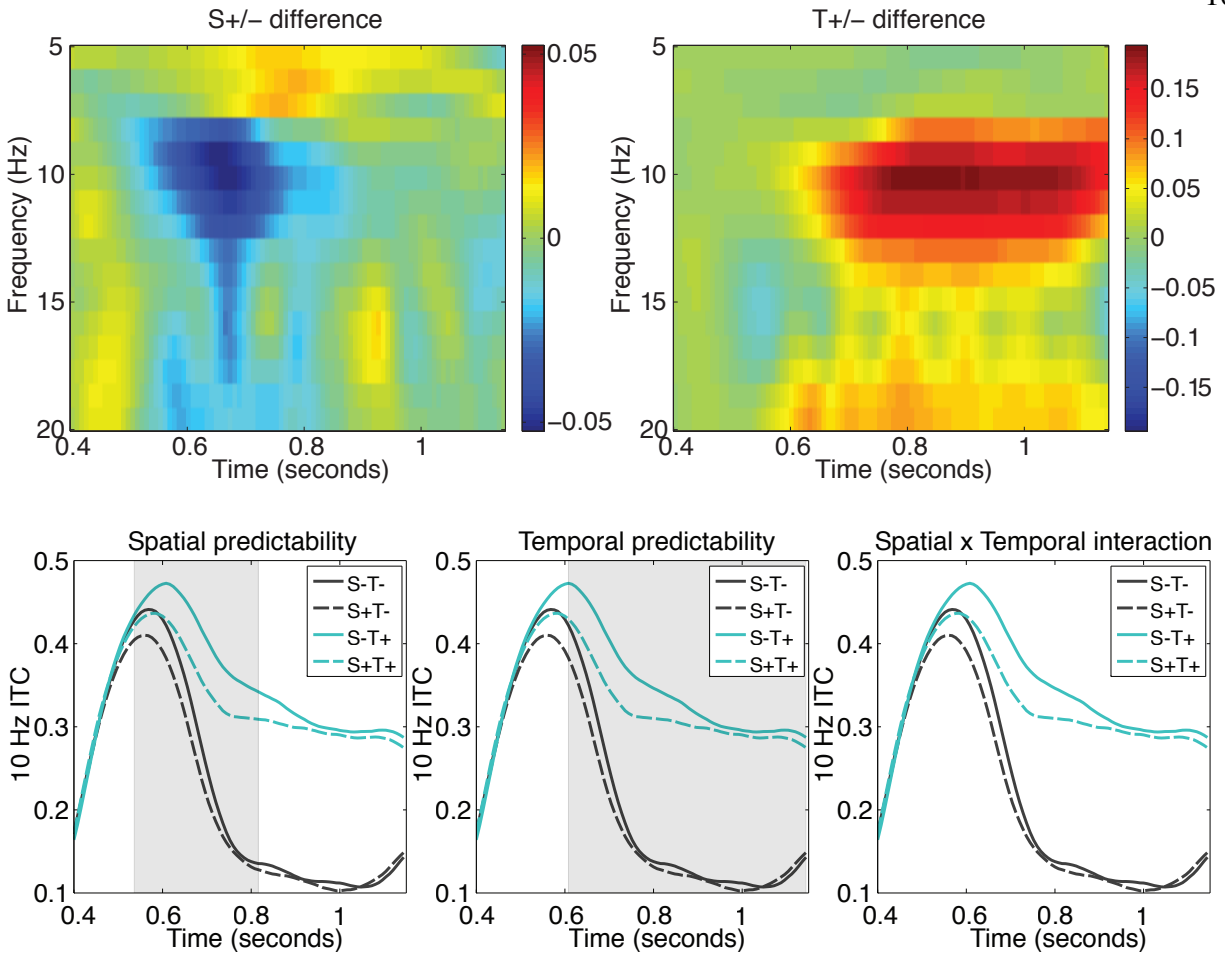 S+/− difference
T+/− difference
5
10
15
20
Frequency (Hz)
0.4
0.6
0.8
1
Time (seconds)
0.05
0
−0.05
5
10
15
20
Frequency (Hz)
0.4
0.6
0.8
1
Time (seconds)
0.15
0.1
0.05
0
−0.05
−0.1
−0.15
Spatial predictability
0.5
0.4
0.3
0.2
0.1
10 Hz ITC
S-T-
S+T-
S-T+
S+T+
0.4
0.6
0.8
1
Time (seconds)
Temporal predictability
0.5
0.4
0.3
0.2
0.1
10 Hz ITC
S-T-
S+T-
S-T+
S+T+
0.4
0.6
0.8
1
Time (seconds)
Spatial x Temporal interaction
0.5
0.4
0.3
0.2
0.1
10 Hz ITC
S-T-
S+T-
S-T+
S+T+
0.4
0.6
0.8
1
Time (seconds)